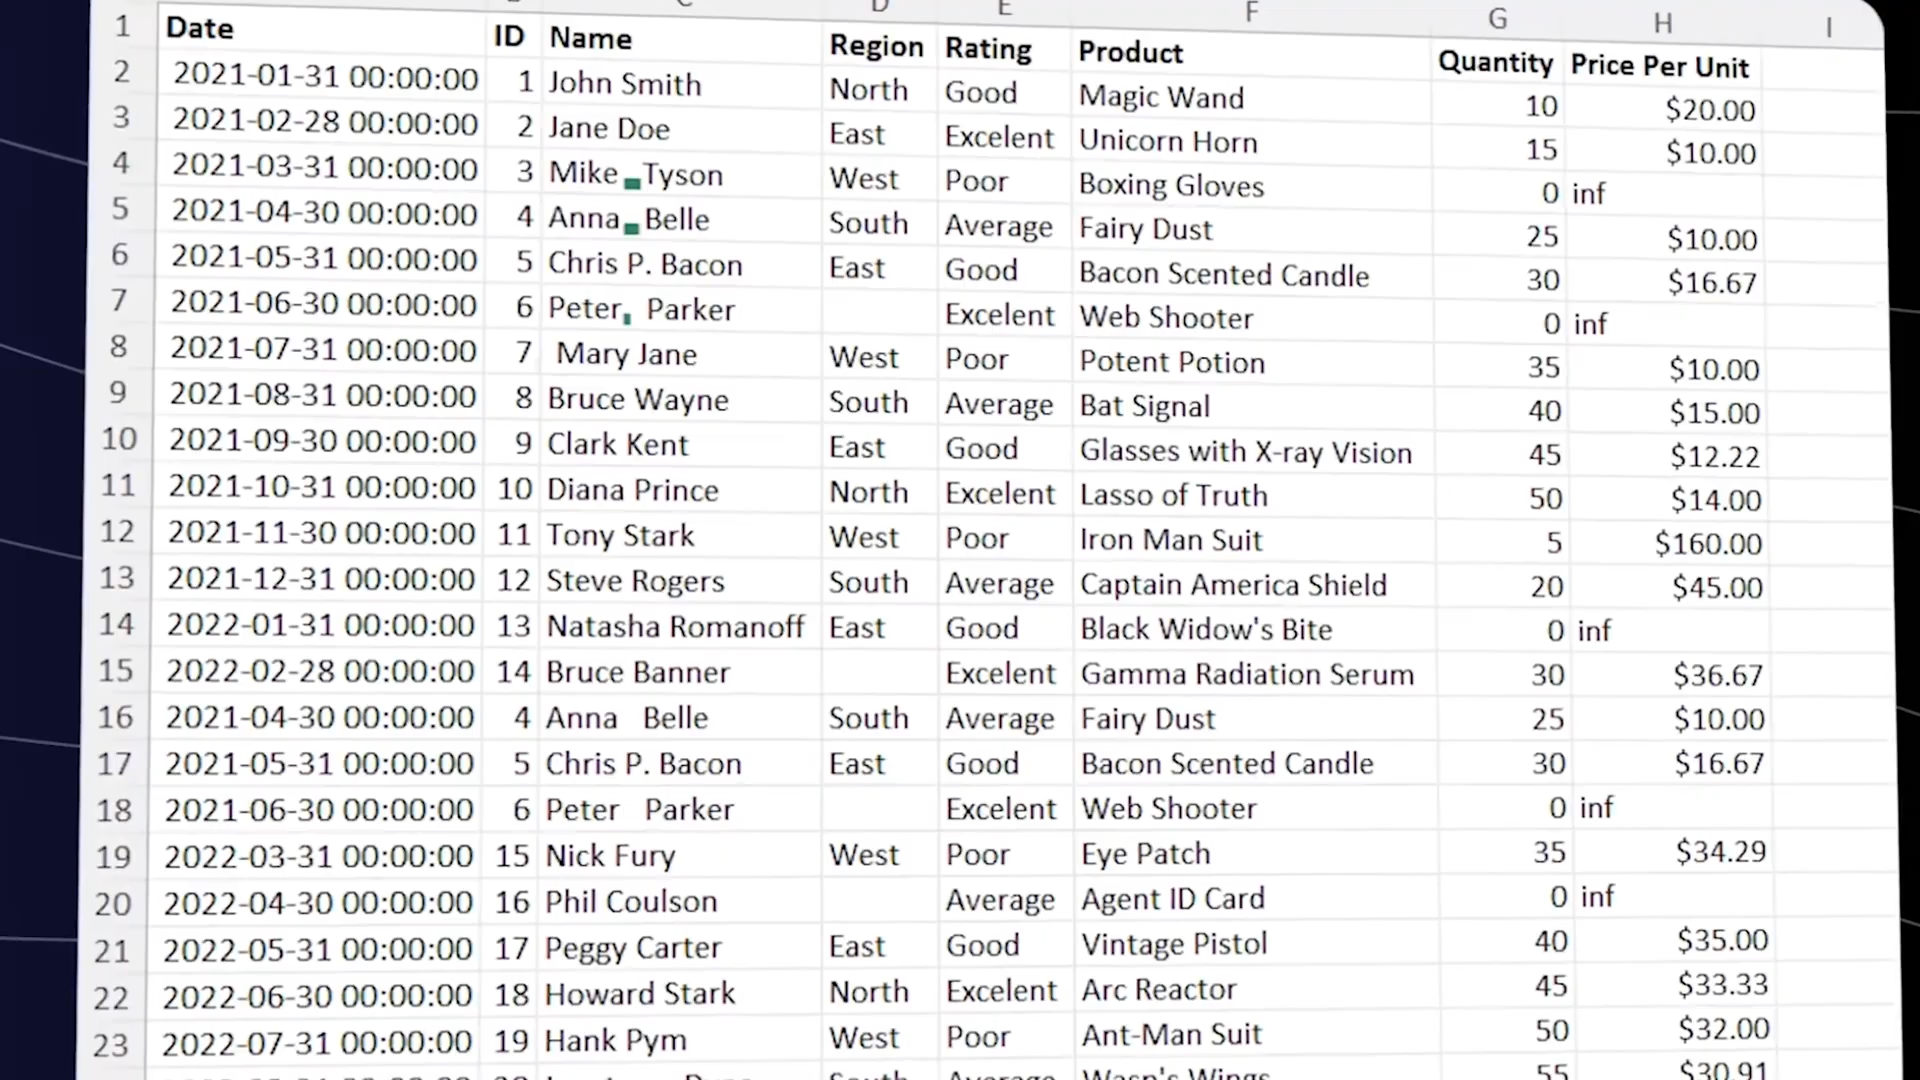 F G H I
1 Date ID Name Region Rating Product Quantity Price Per Unit
2 2021-01-31 00:00:00 1 John Smith North Good Magic Wand 10 $20.00
3 2021-02-28 00:00:00 2 Jane Doe East Excelent Unicorn Horn 15 $10.00
4 2021-03-31 00:00:00 3 Mike Tyson West Poor Boxing Gloves 0 inf
5 2021-04-30 00:00:00 4 Anna Belle South Average Fairy Dust 25 $10.00
6 2021-05-31 00:00:00 5 Chris P. Bacon East Good Bacon Scented Candle 30 $16.67
7 2021-06-30 00:00:00 6 Peter Parker Excelent Web Shooter 0 inf
8 2021-07-31 00:00:00 7 Mary Jane West Poor Potent Potion 35 $10.00
9 2021-08-31 00:00:00 8 Bruce Wayne South Average Bat Signal 40 $15.00
10 2021-09-30 00:00:00 9 Clark Kent East Good Glasses with X-ray Vision 45 $12.22
11 2021-10-31 00:00:00 10 Diana Prince North Excelent Lasso of Truth 50 $14.00
12 2021-11-30 00:00:00 11 Tony Stark West Poor Iron Man Suit 5 $160.00
13 2021-12-31 00:00:00 12 Steve Rogers South Average Captain America Shield 20 $45.00
14 2022-01-31 00:00:00 13 Natasha Romanoff East Good Black Widow's Bite 0 inf
15 2022-02-28 00:00:00 14 Bruce Banner Excelent Gamma Radiation Serum 30 $36.67
16 2021-04-30 00:00:00 4 Anna Belle South Average Fairy Dust 25 $10.00
17 2021-05-31 00:00:00 5 Chris P. Bacon East Good Bacon Scented Candle 30 $16.67
18 2021-06-30 00:00:00 6 Peter Parker Excelent Web Shooter 0 inf
19 2022-03-31 00:00:00 15 Nick Fury West Poor Eye Patch 35 $34.29
20 2022-04-30 00:00:00 16 Phil Coulson Average Agent ID Card 0 inf
21 2022-05-31 00:00:00 17 Peggy Carter East Good Vintage Pistol 40 $35.00
22 2022-06-30 00:00:00 18 Howard Stark North Excelent Arc Reactor 45 $33.33
23 2022-07-31 00:00:00 19 Hank Pym West Poor Ant-Man Suit 50 $32.00
South Average Wasp's Wings 55 $30.91